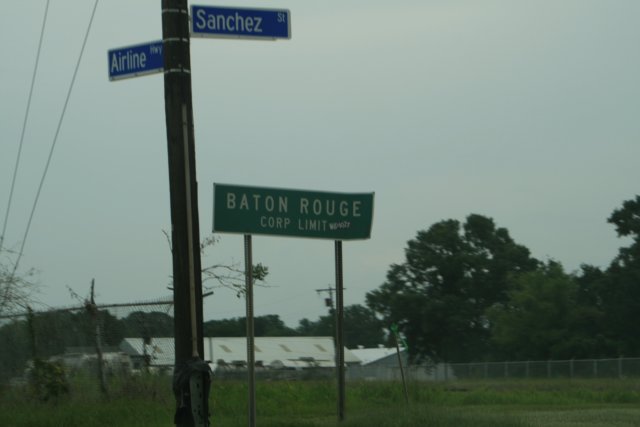 Sanchez St
Airline Hwy
BATON ROUGE
CORP LIMIT